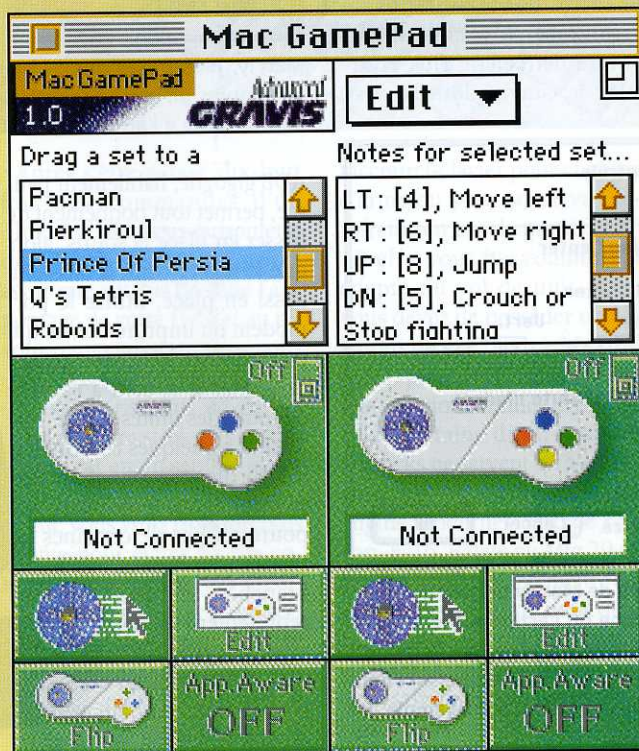 Mac GamePad
MacGamePad
1.0
Advanced
GRAVIS
Edit
Drag a set to a
Notes for selected set...
Pacman
Pierkiroul
Prince Of Persia
Q's Tetris
Roboids II
LT: [4], Move left
RT: [6], Move right
UP: [8], Jump
DN: [5], Crouch or
Stop fighting
Off
Off
Not Connected
Not Connected
Edit
Edit
Flip
App. Aware
OFF
Flip
App. Aware
OFF